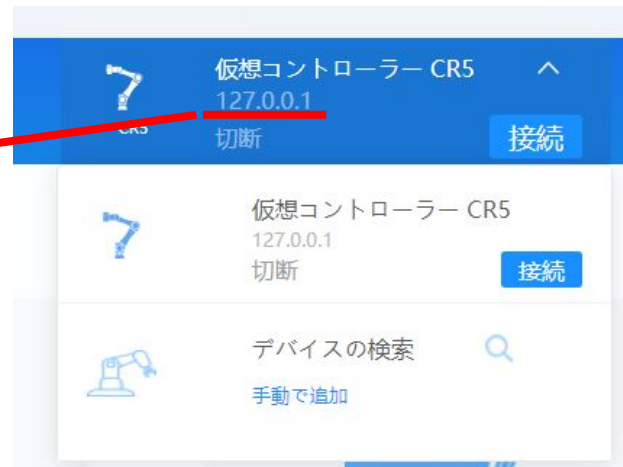 仮想コントローラー CR5
127.0.0.1
CR5
切断
接続
仮想コントローラー CR5
127.0.0.1
切断
接続
デバイスの検索
手動で追加